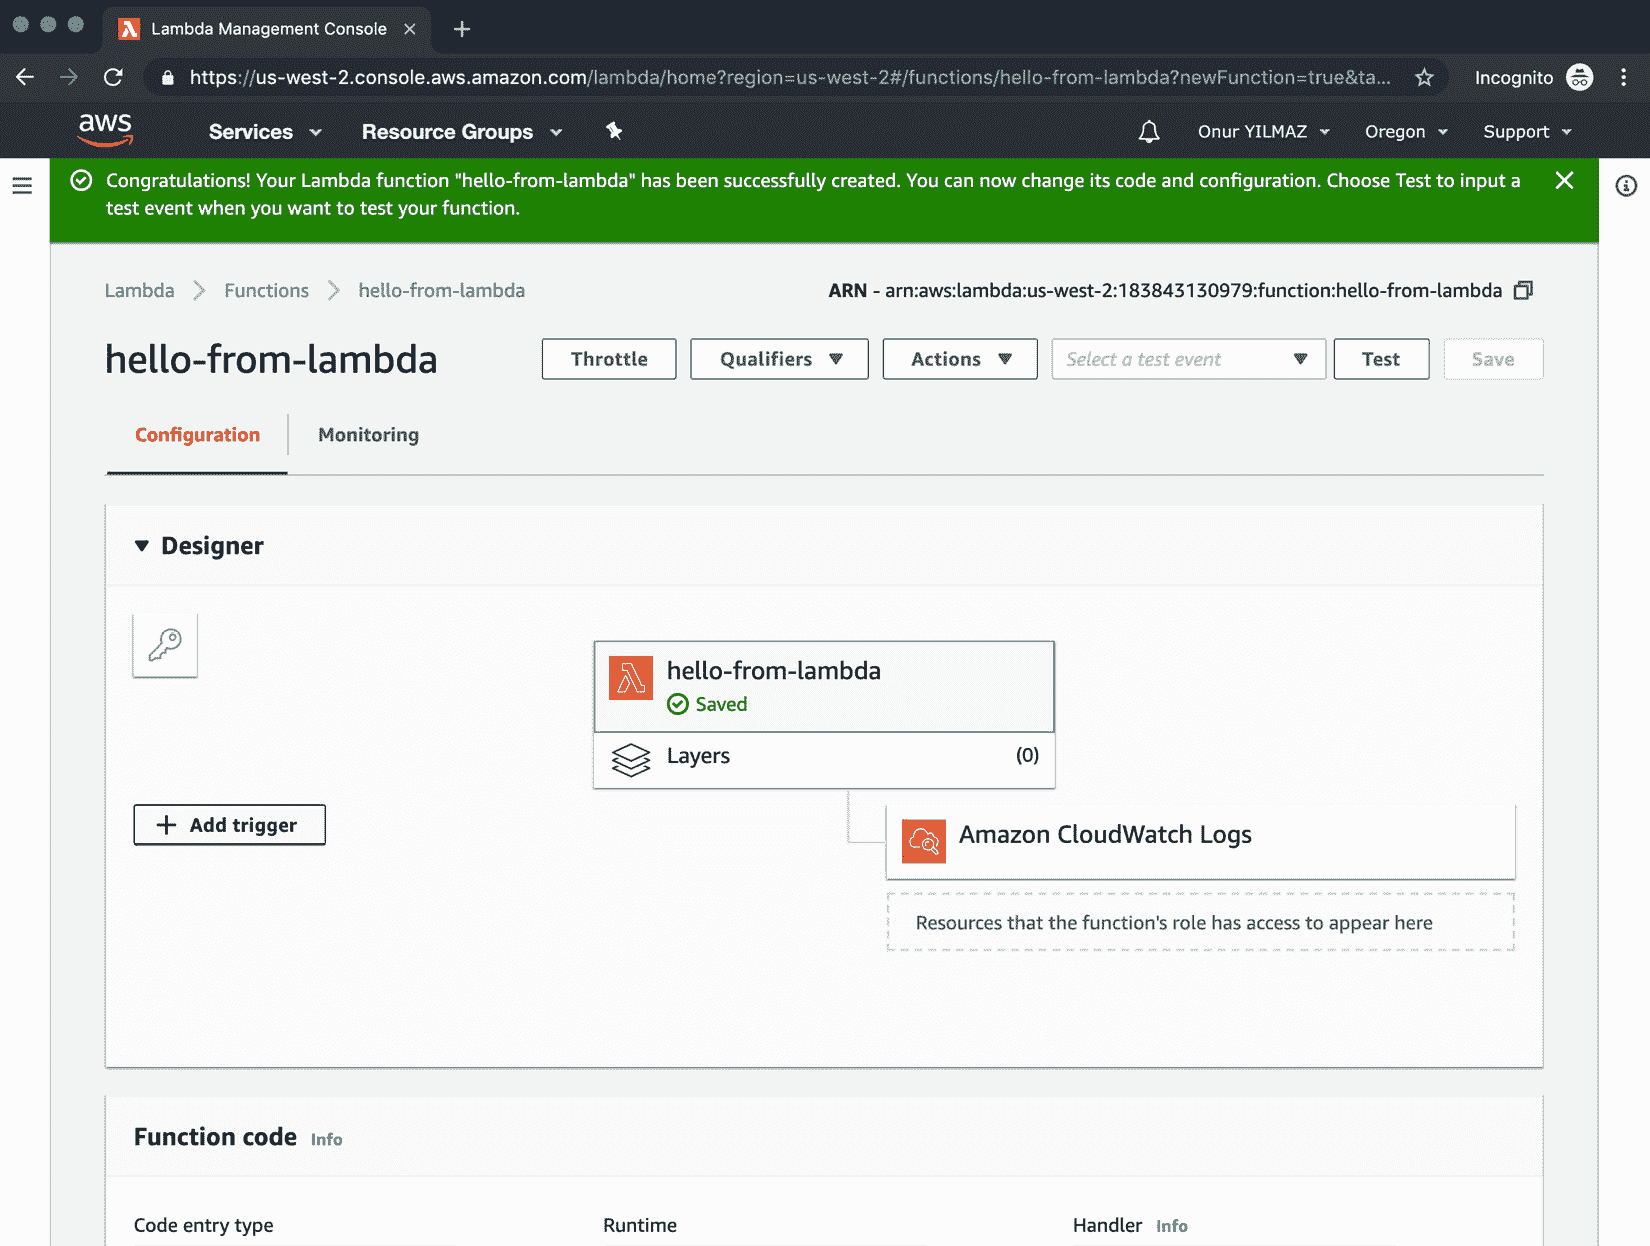 Lambda Management Console
https://us-west-2.console.aws.amazon.com/lambda/home?region=us-west-2#/functions/hello-from-lambda?newFunction=true&ta...
Incognito
aws
Services
Resource Groups
Onur YILMAZ
Oregon
Support
Congratulations! Your Lambda function "hello-from-lambda" has been successfully created. You can now change its code and configuration. Choose Test to input a
test event when you want to test your function.
Lambda
Functions
hello-from-lambda
ARN - arn:aws:lambda:us-west-2:183843130979:function:hello-from-lambda
hello-from-lambda
Throttle
Qualifiers
Actions
Select a test event
Test
Save
Configuration
Monitoring
Designer
hello-from-lambda
Saved
Layers
(0)
Add trigger
Amazon CloudWatch Logs
Resources that the function's role has access to appear here
Function code
Info
Code entry type
Runtime
Handler
Info